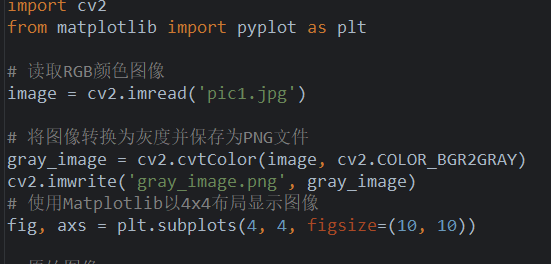 import cv2
from matplotlib import pyplot as plt
# 读取RGB颜色图像
image = cv2.imread('pic1.jpg')
# 将图像转换为灰度并保存为PNG文件
gray_image = cv2.cvtColor(image, cv2.COLOR_BGR2GRAY)
cv2.imwrite('gray_image.png', gray_image)
# 使用Matplotlib以4x4布局显示图像
fig, axs = plt.subplots(4, 4, figsize=(10, 10))